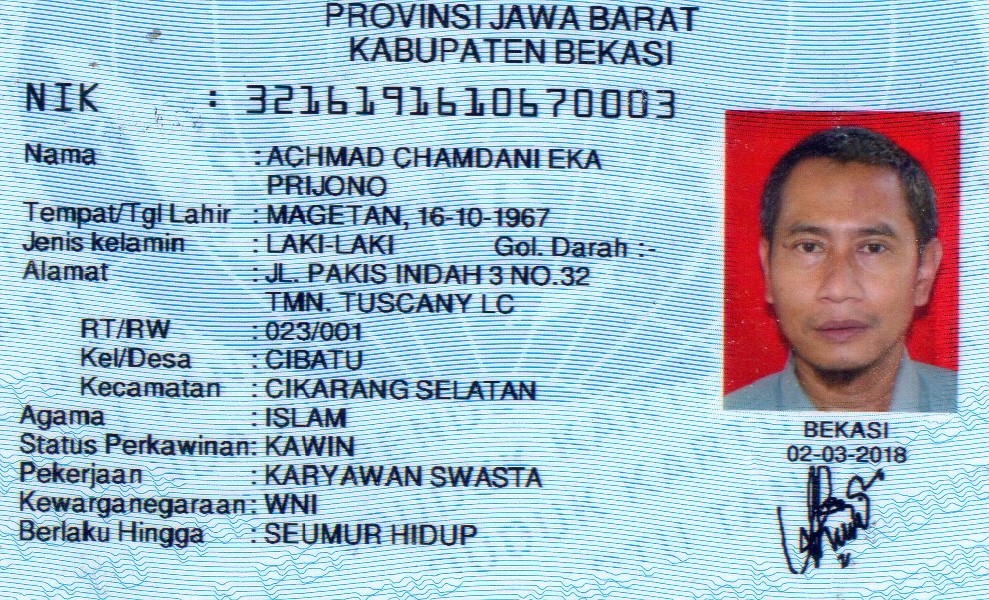 PROVINSI JAWA BARAT
KABUPATEN BEKASI
NIK : 3216191610670003
Nama : ACHMAD CHAMDANI EKA
PRIJONO
Tempat/Tgl Lahir : MAGETAN, 16-10-1967
Jenis kelamin : LAKI-LAKI Gol. Darah :-
Alamat : JL. PAKIS INDAH 3 NO.32
TMN. TUSCANY LC
RT/RW : 023/001
Kel/Desa : CIBATU
Kecamatan : CIKARANG SELATAN
Agama : ISLAM
Status Perkawinan: KAWIN
Pekerjaan : KARYAWAN SWASTA
Kewarganegaraan: WNI
Berlaku Hingga : SEUMUR HIDUP
BEKASI
02-03-2018